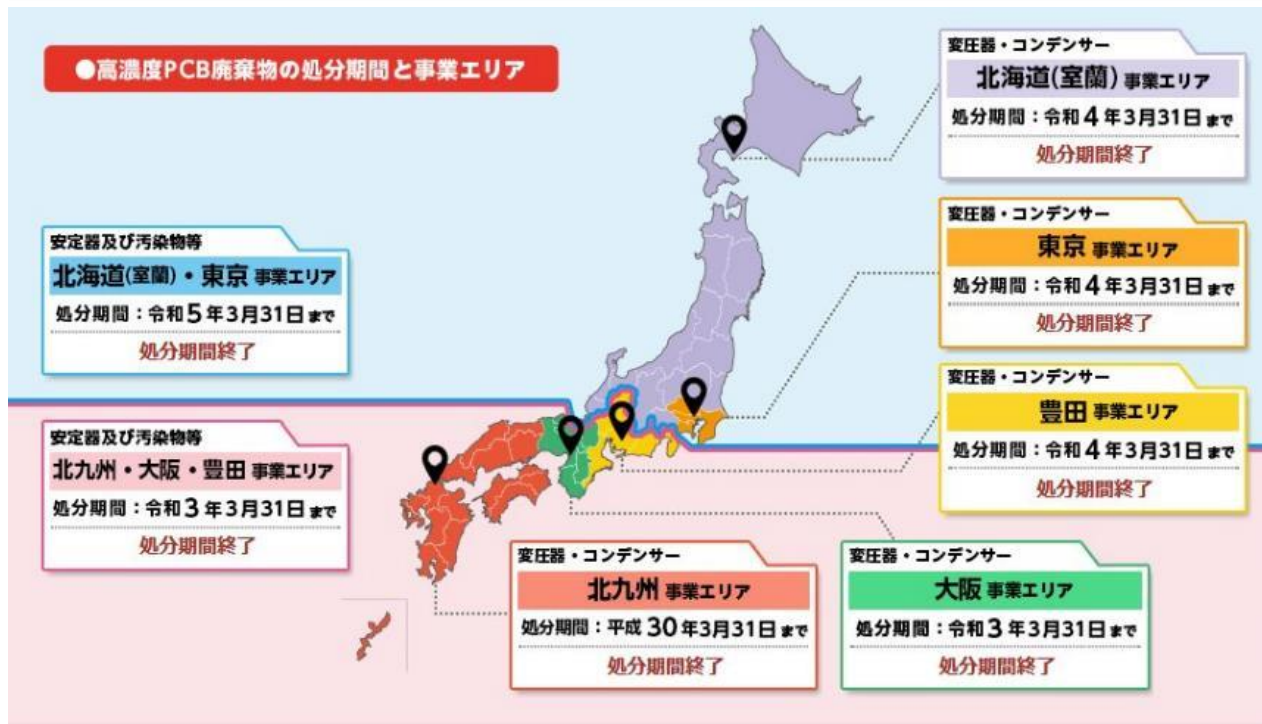 ●高濃度PCB廃棄物の処分期間と事業エリア
変圧器・コンデンサー
北海道(室蘭)事業エリア
処分期間：令和4年3月31日まで
処分期間終了
変圧器・コンデンサー
東京 事業エリア
処分期間：令和4年3月31日まで
処分期間終了
変圧器・コンデンサー
豊田 事業エリア
処分期間：令和4年3月31日まで
処分期間終了
安定器及び汚染物等
北海道(室蘭)・東京 事業エリア
処分期間：令和5年3月31日まで
処分期間終了
安定器及び汚染物等
北九州・大阪・豊田 事業エリア
処分期間：令和3年3月31日まで
処分期間終了
変圧器・コンデンサー
北九州 事業エリア
処分期間：平成30年3月31日まで
処分期間終了
変圧器・コンデンサー
大阪 事業エリア
処分期間：令和3年3月31日まで
処分期間終了